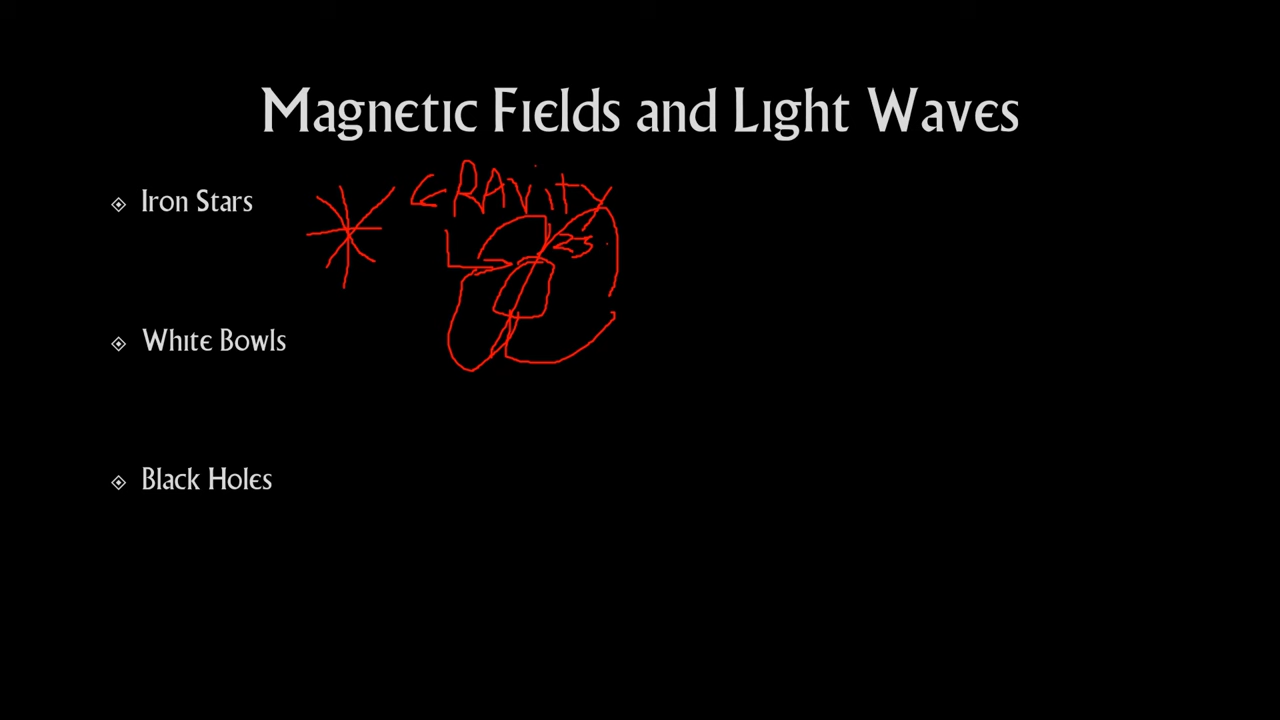 Magnetic Fields and Light Waves
Iron Stars
GRAVITY
White Bowls
Black Holes